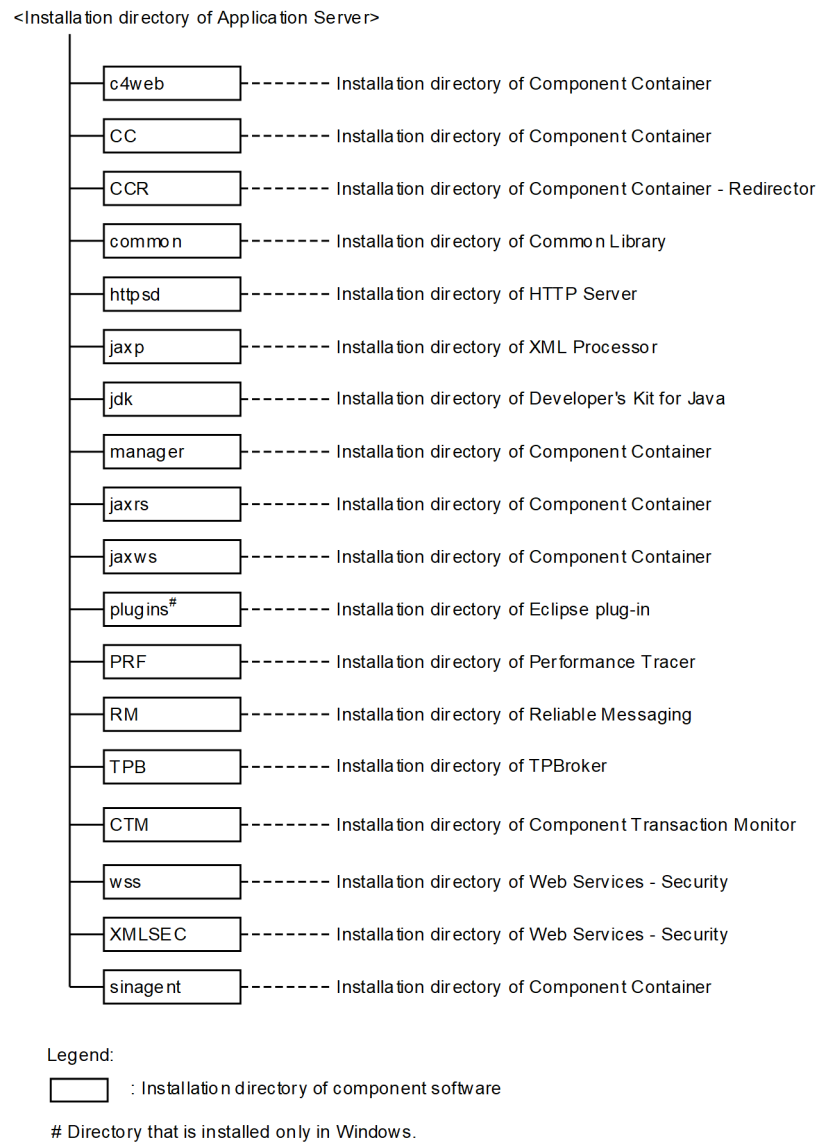 <Installation directory of Application Server>
c4web Installation directory of Component Container
CC Installation directory of Component Container
CCR Installation directory of Component Container - Redirector
common Installation directory of Common Library
httpsd Installation directory of HTTP Server
jaxp Installation directory of XML Processor
jdk Installation directory of Developer's Kit for Java
manager Installation directory of Component Container
jaxrs Installation directory of Component Container
jaxws Installation directory of Component Container
plugins# Installation directory of Eclipse plug-in
PRF Installation directory of Performance Tracer
RM Installation directory of Reliable Messaging
TPB Installation directory of TPBroker
CTM Installation directory of Component Transaction Monitor
wss Installation directory of Web Services - Security
XMLSEC Installation directory of Web Services - Security
sinagent Installation directory of Component Container
Legend:
: Installation directory of component software
# Directory that is installed only in Windows.